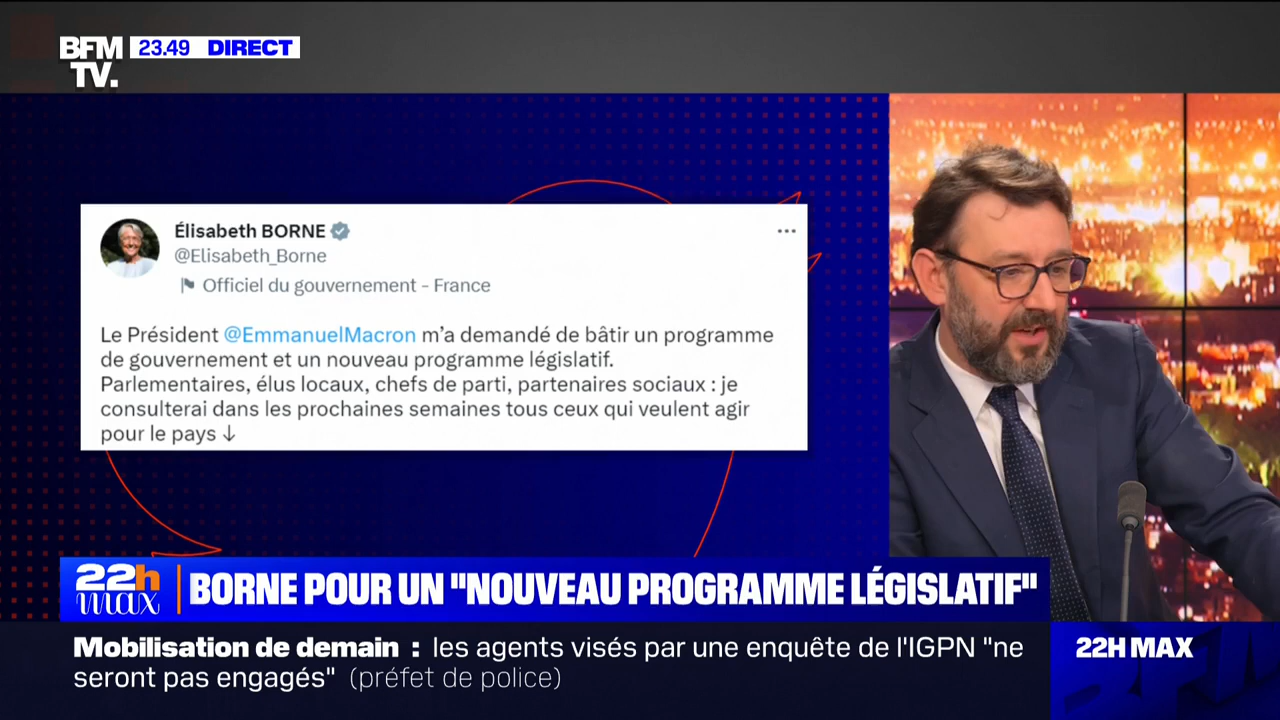 BFM
TV.
23.49 DIRECT
Élisabeth BORNE
@Elisabeth_Borne
Officiel du gouvernement - France
Le Président @EmmanuelMacron m’a demandé de bâtir un programme
de gouvernement et un nouveau programme législatif.
Parlementaires, élus locaux, chefs de parti, partenaires sociaux : je
consulterai dans les prochaines semaines tous ceux qui veulent agir
pour le pays ↓
22h
max
BORNE POUR UN "NOUVEAU PROGRAMME LÉGISLATIF"
Mobilisation de demain : les agents visés par une enquête de l'IGPN "ne
seront pas engagés" (préfet de police)
22H MAX